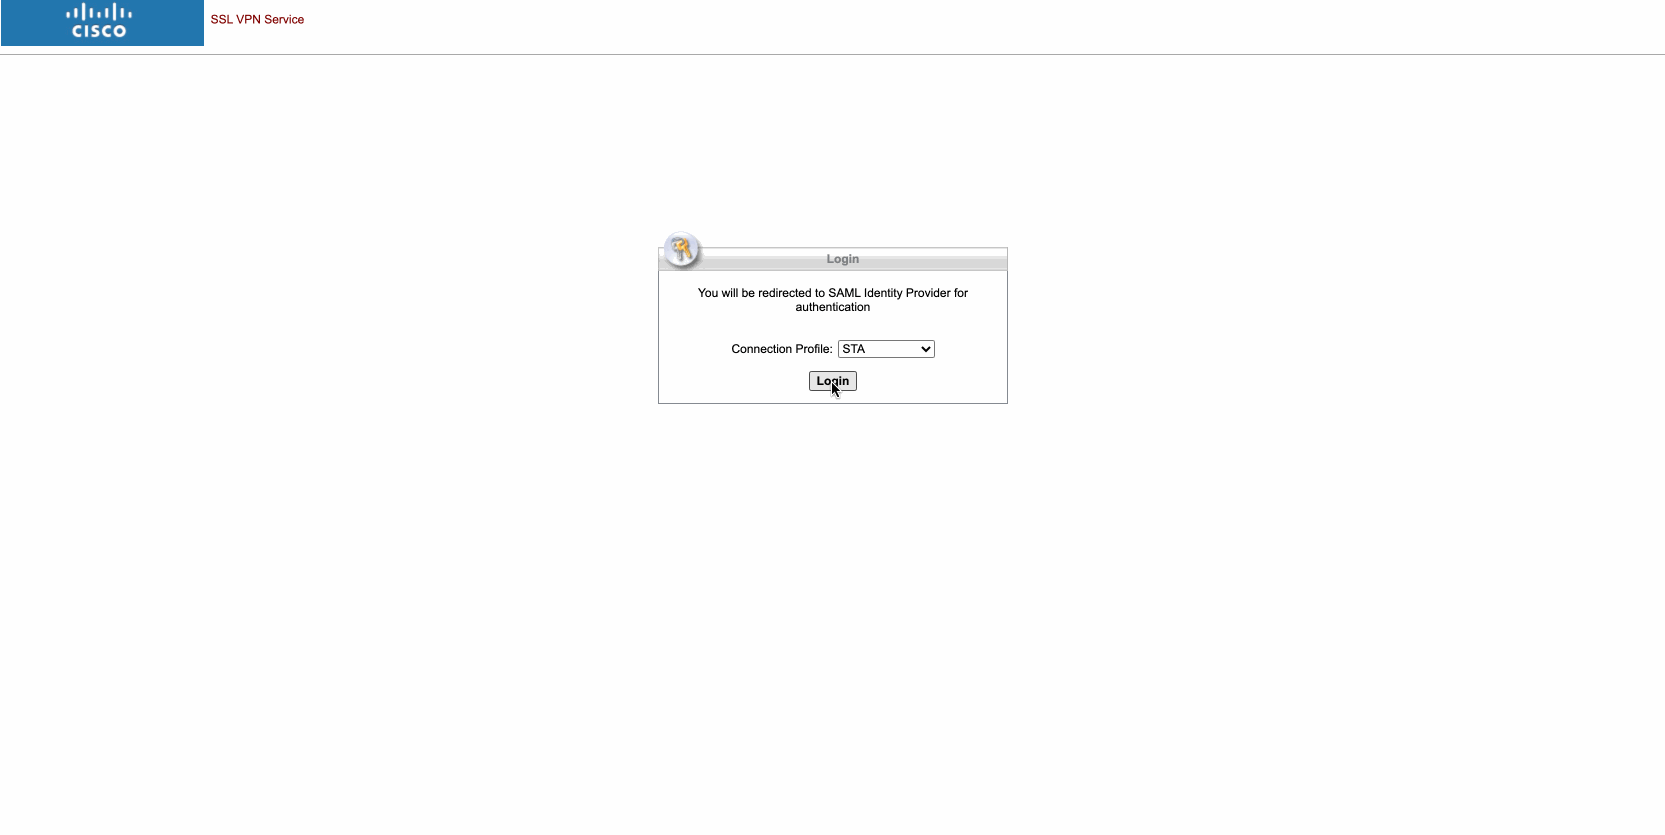 CISCO
SSL VPN Service
Login
You will be redirected to SAML Identity Provider for
authentication
Connection Profile: STA
Login